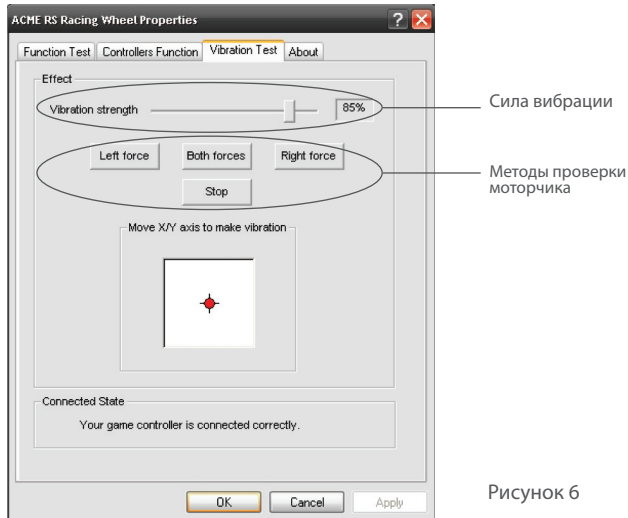 ACME RS Racing Wheel Properties
Function Test Controllers Function Vibration Test About
Effect
Vibration strength 85%
Сила вибрации
Left force Both forces Right force
Stop
Методы проверки
моторчика
Move X/Y axis to make vibration
Connected State
Your game controller is connected correctly.
OK Cancel Apply
Рисунок 6